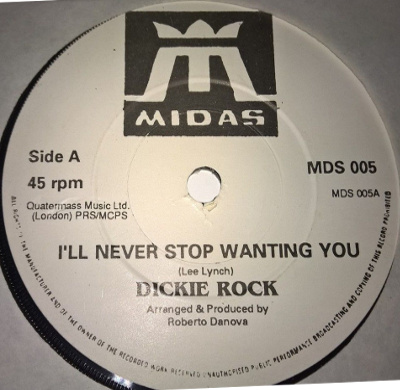 MIDAS
Side A
45 rpm
MDS 005
MDS 005A
Quatermass Music Ltd.
(London) PRS/MCPS
I'LL NEVER STOP WANTING YOU
(Lee Lynch)
DICKIE ROCK
Arranged & Produced by
Roberto Danova
ALL RIGHTS OF THE MANUFACTURER AND OF THE OWNER OF THE RECORDED WORK RESERVED UNAUTHORISED PUBLIC PERFORMANCE BROADCASTING AND COPYING OF THIS RECORD PROHIBITED